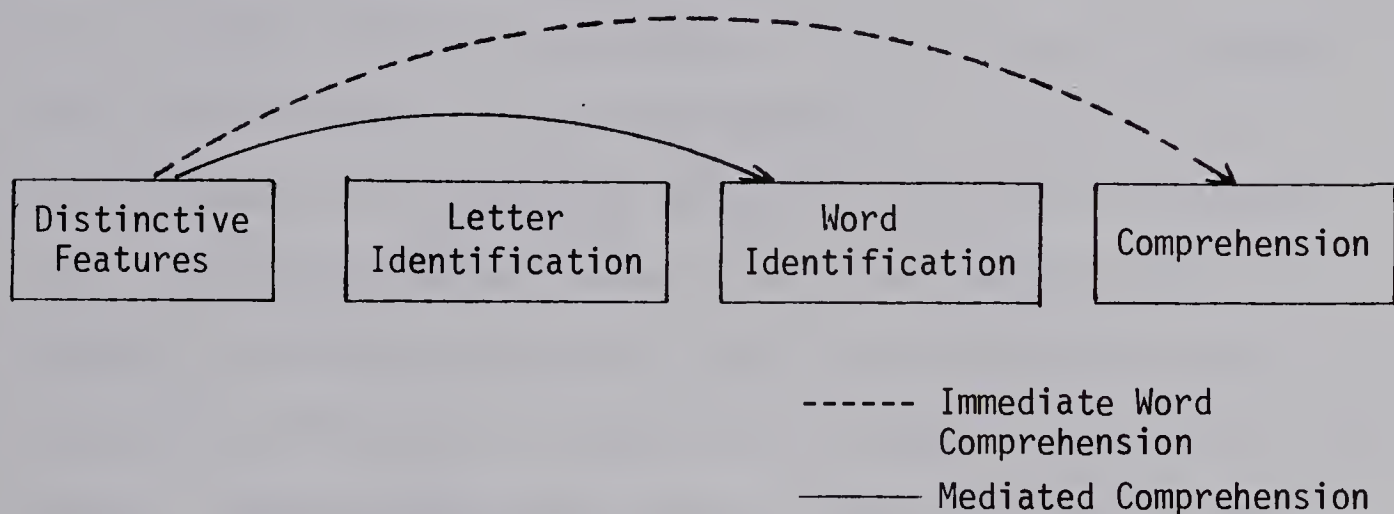 Distinctive
Features
Letter
Identification
Word
Identification
Comprehension
------ Immediate Word
Comprehension
——— Mediated Comprehension